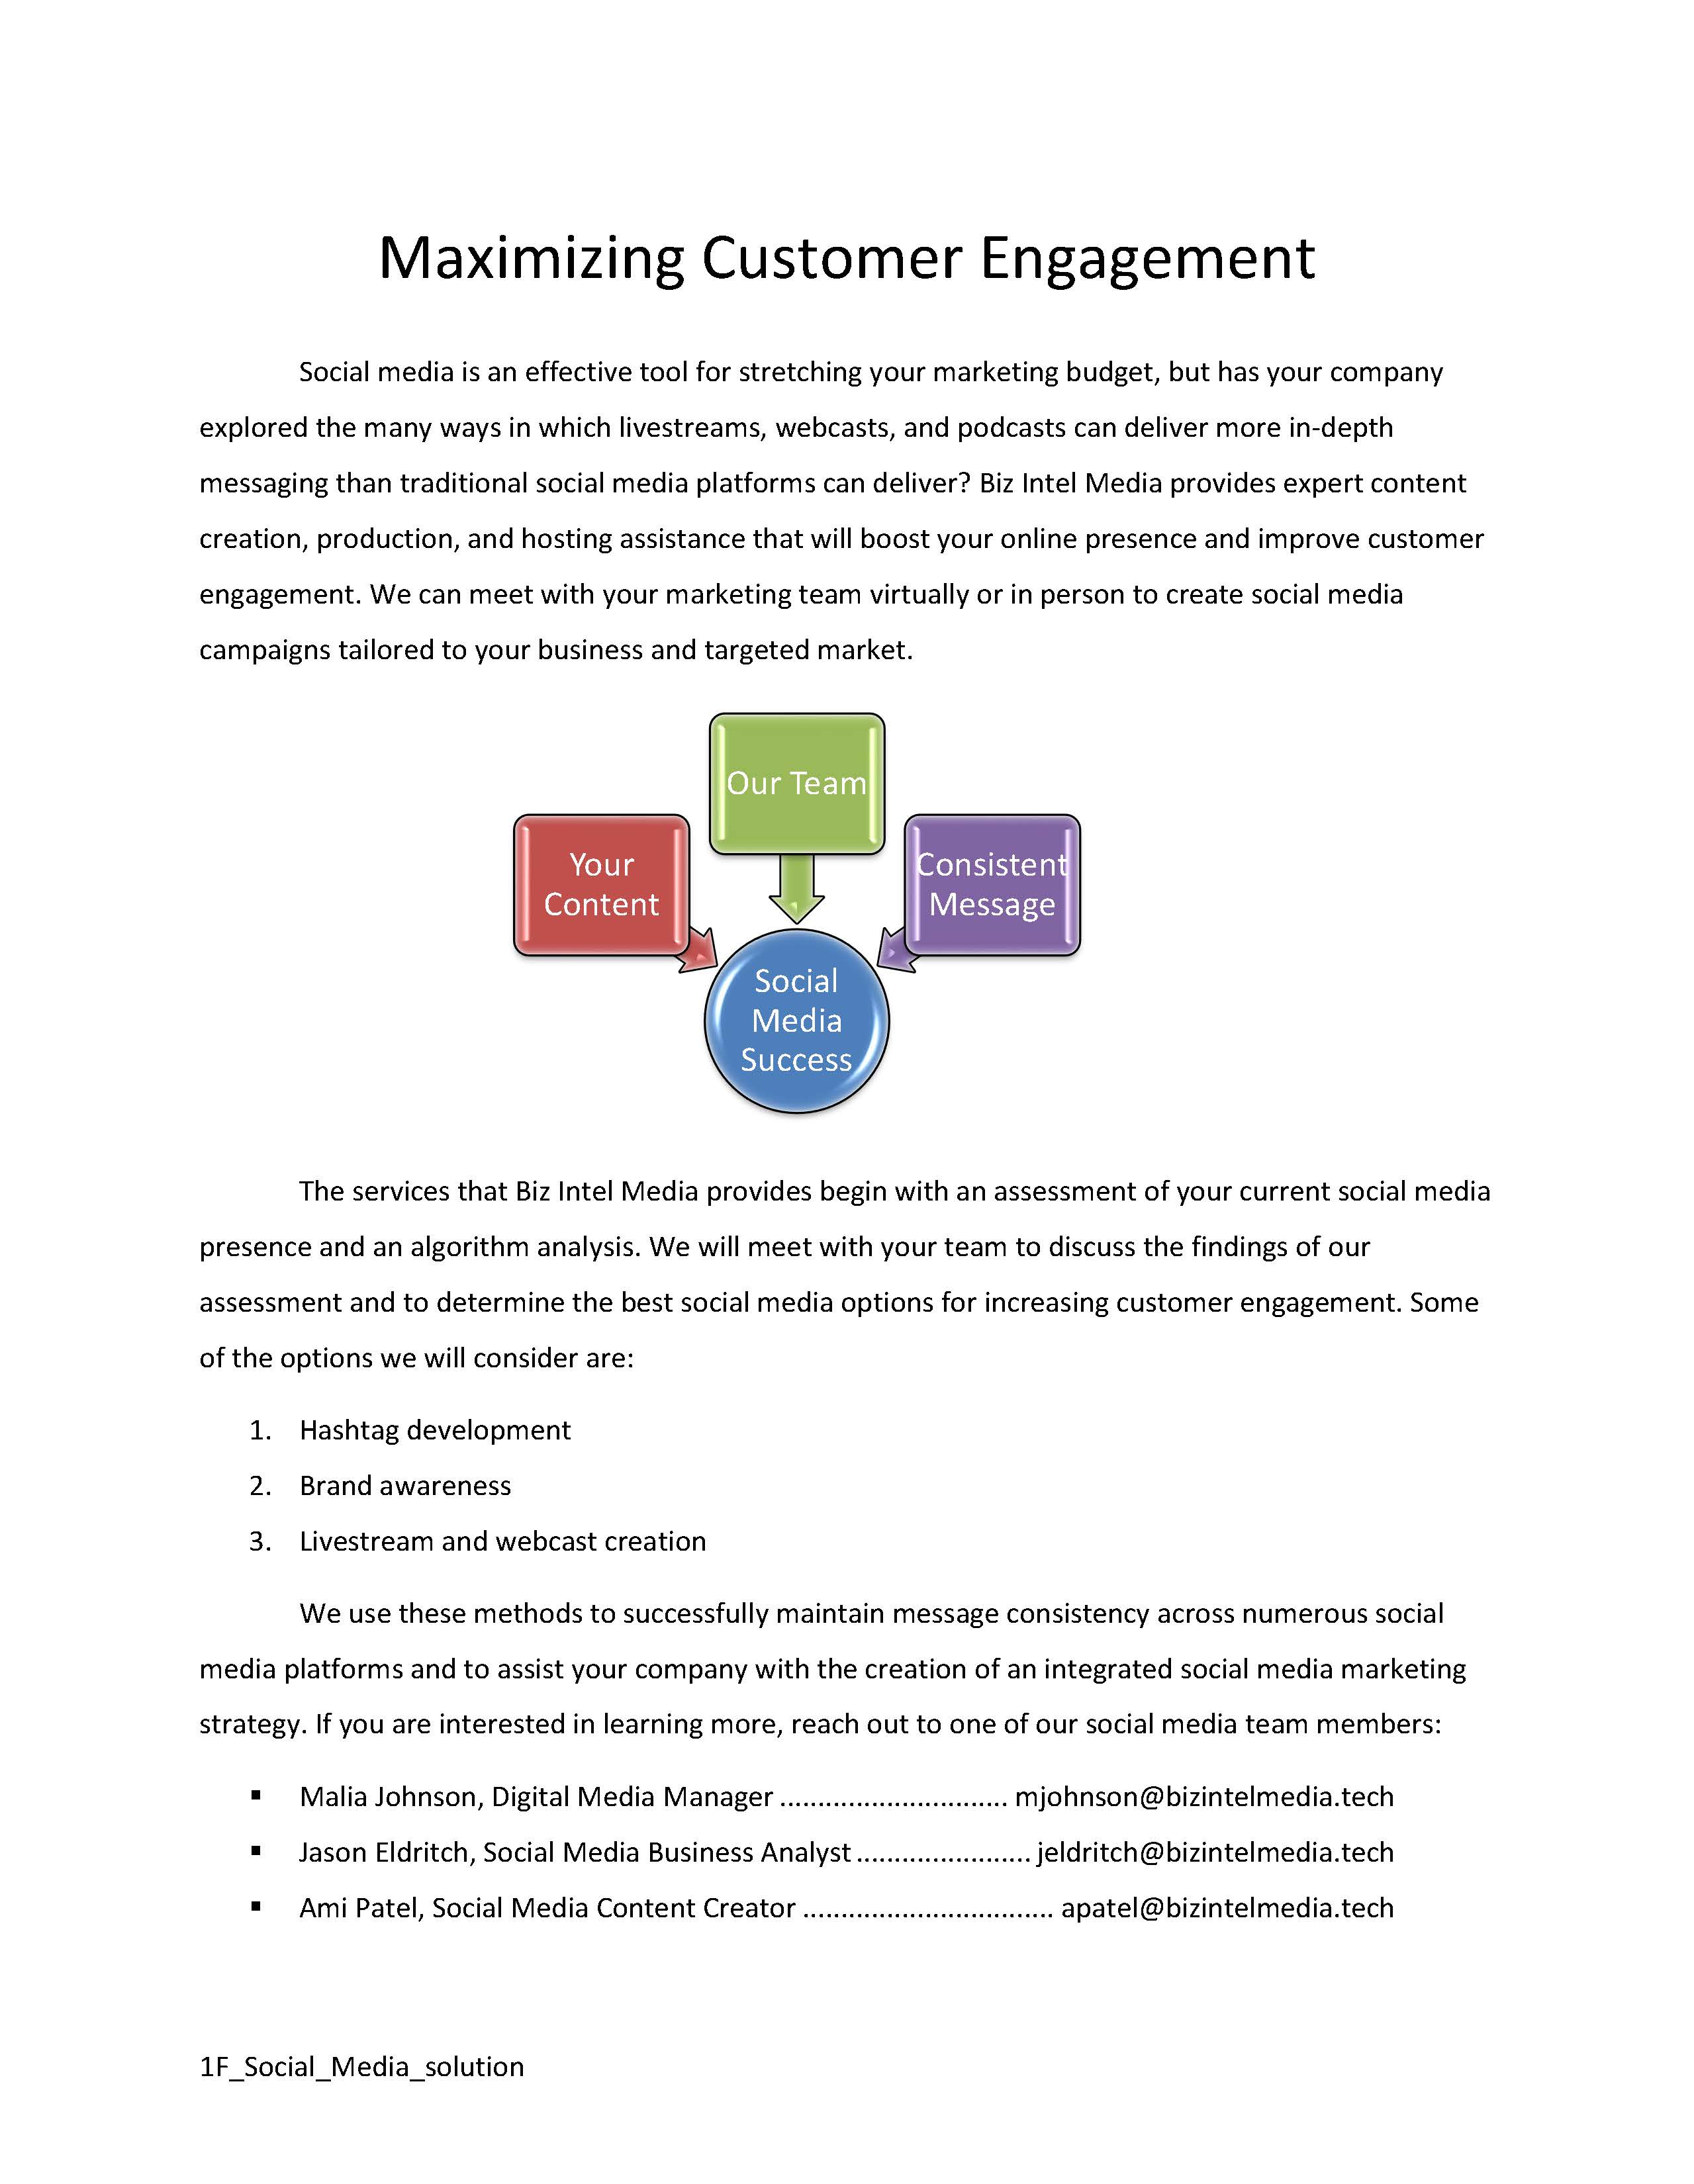 Maximizing Customer Engagement
Social media is an effective tool for stretching your marketing budget, but has your company
explored the many ways in which livestreams, webcasts, and podcasts can deliver more in-depth
messaging than traditional social media platforms can deliver? Biz Intel Media provides expert content
creation, production, and hosting assistance that will boost your online presence and improve customer
engagement. We can meet with your marketing team virtually or in person to create social media
campaigns tailored to your business and targeted market.
Our Team
Your
Content
Consistent
Message
Social
Media
Success
The services that Biz Intel Media provides begin with an assessment of your current social media
presence and an algorithm analysis. We will meet with your team to discuss the findings of our
assessment and to determine the best social media options for increasing customer engagement. Some
of the options we will consider are:
1. Hashtag development
2. Brand awareness
3. Livestream and webcast creation
We use these methods to successfully maintain message consistency across numerous social
media platforms and to assist your company with the creation of an integrated social media marketing
strategy. If you are interested in learning more, reach out to one of our social media team members:
▪ Malia Johnson, Digital Media Manager .............................. mjohnson@bizintelmedia.tech
▪ Jason Eldritch, Social Media Business Analyst ....................... jeldritch@bizintelmedia.tech
▪ Ami Patel, Social Media Content Creator ................................. apatel@bizintelmedia.tech
1F_Social_Media_solution